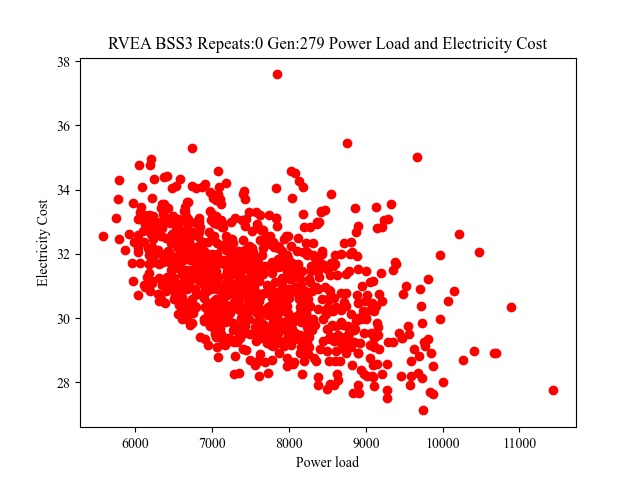 RVEA BSS3 Repeats:0 Gen:279 Power Load and Electricity Cost
38
36
34
32
30
28
Electricity Cost
6000 7000 8000 9000 10000 11000
Power load